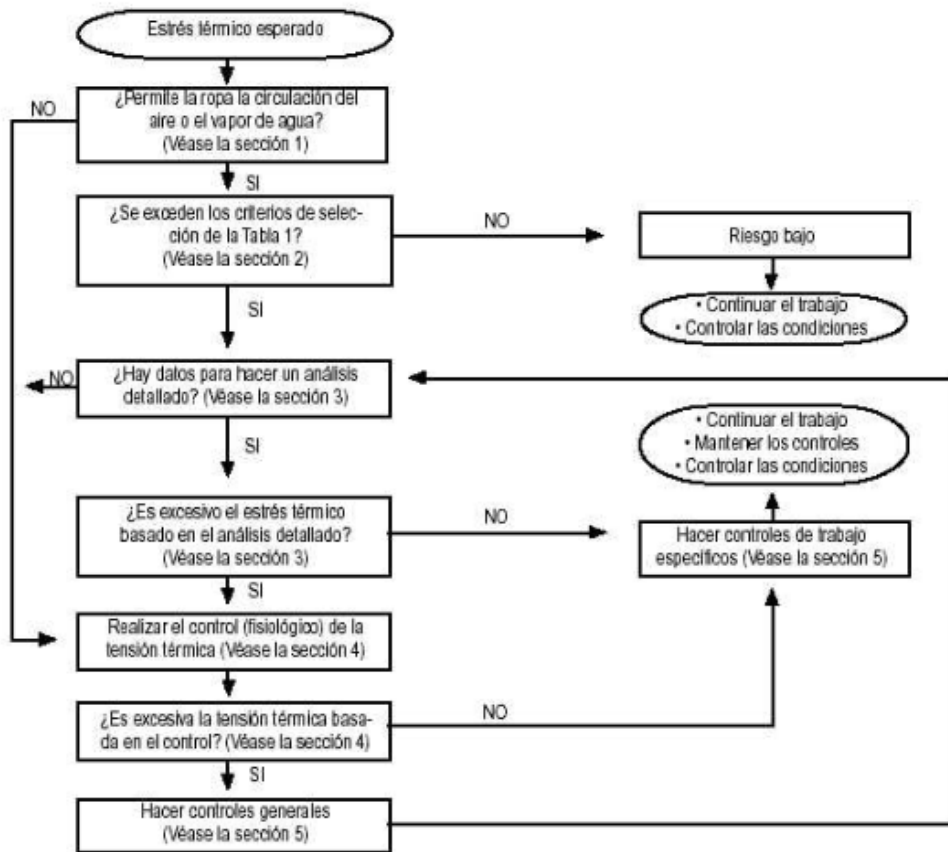 Estrés térmico esperado
NO
¿Permite la ropa la circulación del
aire o el vapor de agua?
(Véase la sección 1)
SI
¿Se exceden los criterios de selec-
ción de la Tabla 1?
(Véase la sección 2)
NO
Riesgo bajo
SI
• Continuar el trabajo
• Controlar las condiciones
NO
¿Hay datos para hacer un análisis
detallado? (Véase la sección 3)
SI
• Continuar el trabajo
• Mantener los controles
• Controlar las condiciones
¿Es excesivo el estrés térmico
basado en el análisis detallado?
(Véase la sección 3)
NO
Hacer controles de trabajo
específicos (Véase la sección 5)
SI
Realizar el control (fisiológico) de la
tensión térmica (Véase la sección 4)
¿Es excesiva la tensión térmica basa-
da en el control? (Véase la sección 4)
NO
SI
Hacer controles generales
(Véase la sección 5)